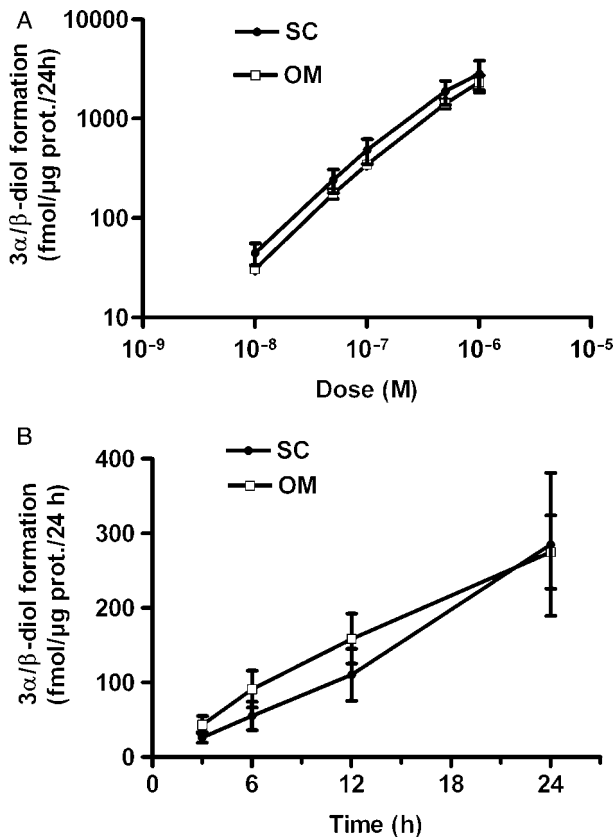 A
SC
OM
3α/β-diol formation
(fmol/μg prot./24h)
10000
1000
100
10
10⁻⁹ 10⁻⁸ 10⁻⁷ 10⁻⁶ 10⁻⁵
Dose (M)
B
SC
OM
3α/β-diol formation
(fmol/μg prot./24 h)
400
300
200
100
0
0 6 12 18 24
Time (h)